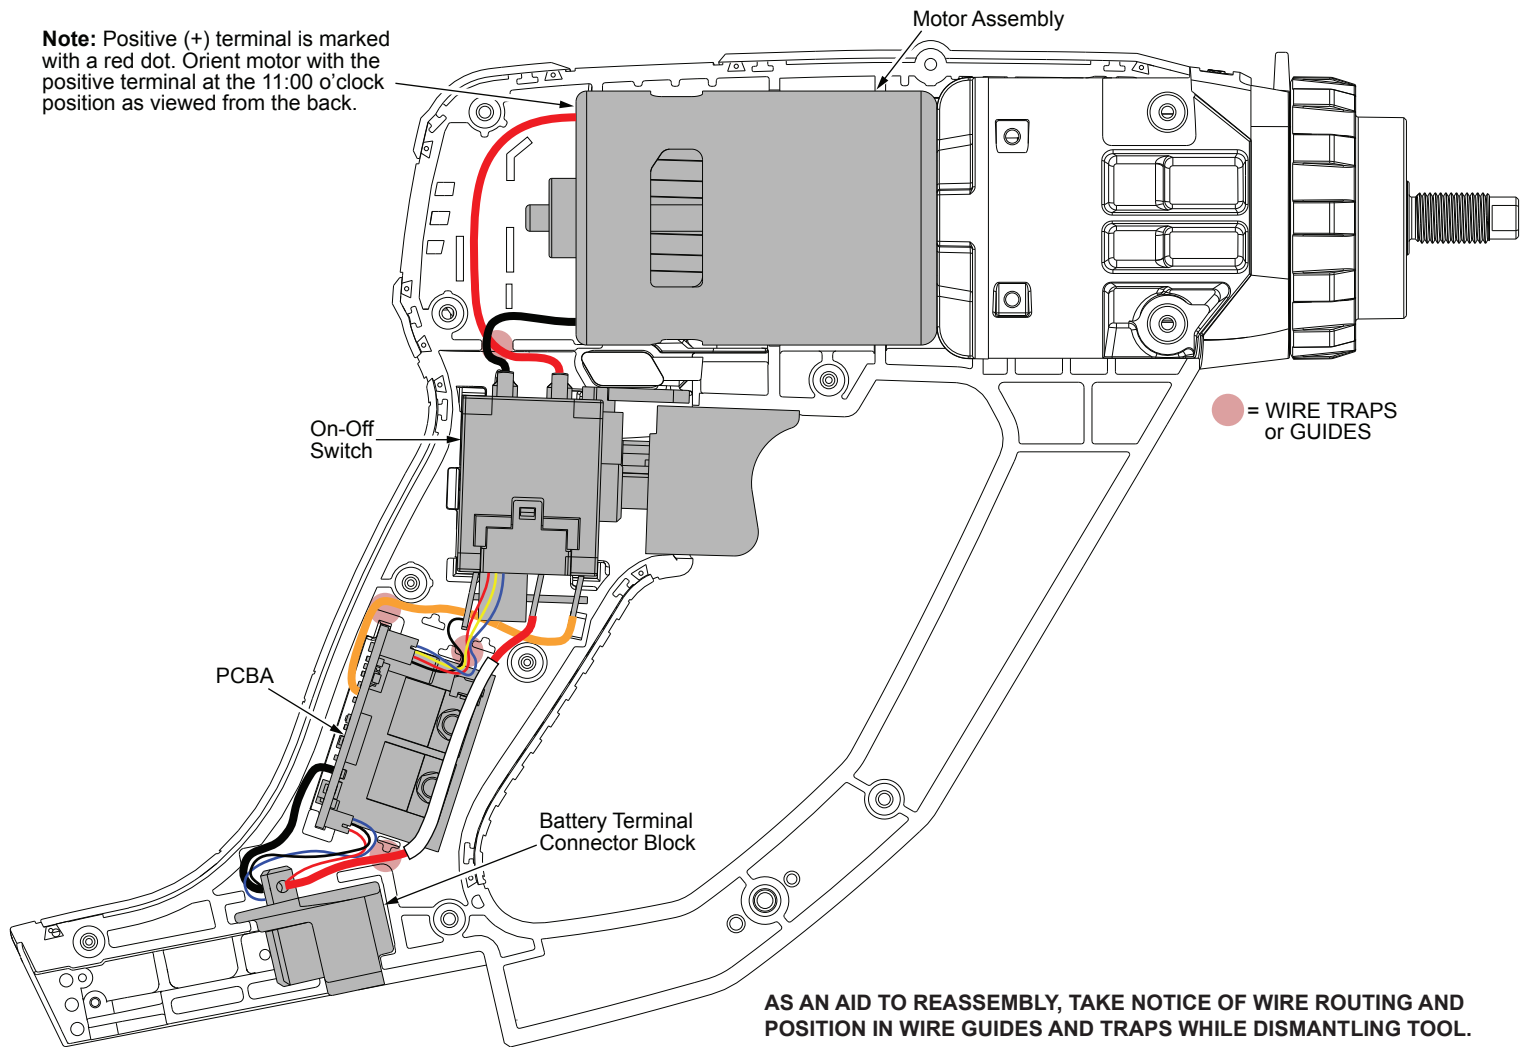 Motor Assembly
Note: Positive (+) terminal is marked
with a red dot. Orient motor with the
positive terminal at the 11:00 o’clock
position as viewed from the back.
= WIRE TRAPS
or GUIDES
On-Off
Switch
PCBA
Battery Terminal
Connector Block
AS AN AID TO REASSEMBLY, TAKE NOTICE OF WIRE ROUTING AND
POSITION IN WIRE GUIDES AND TRAPS WHILE DISMANTLING TOOL.